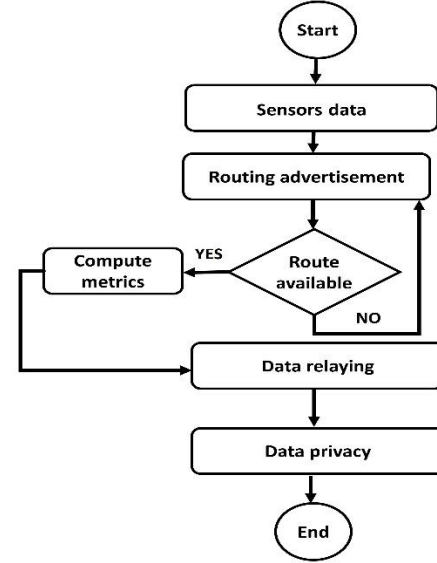 Start
Sensors data
Routing advertisement
YES
Compute
metrics
Route
available
NO
Data relaying
Data privacy
End